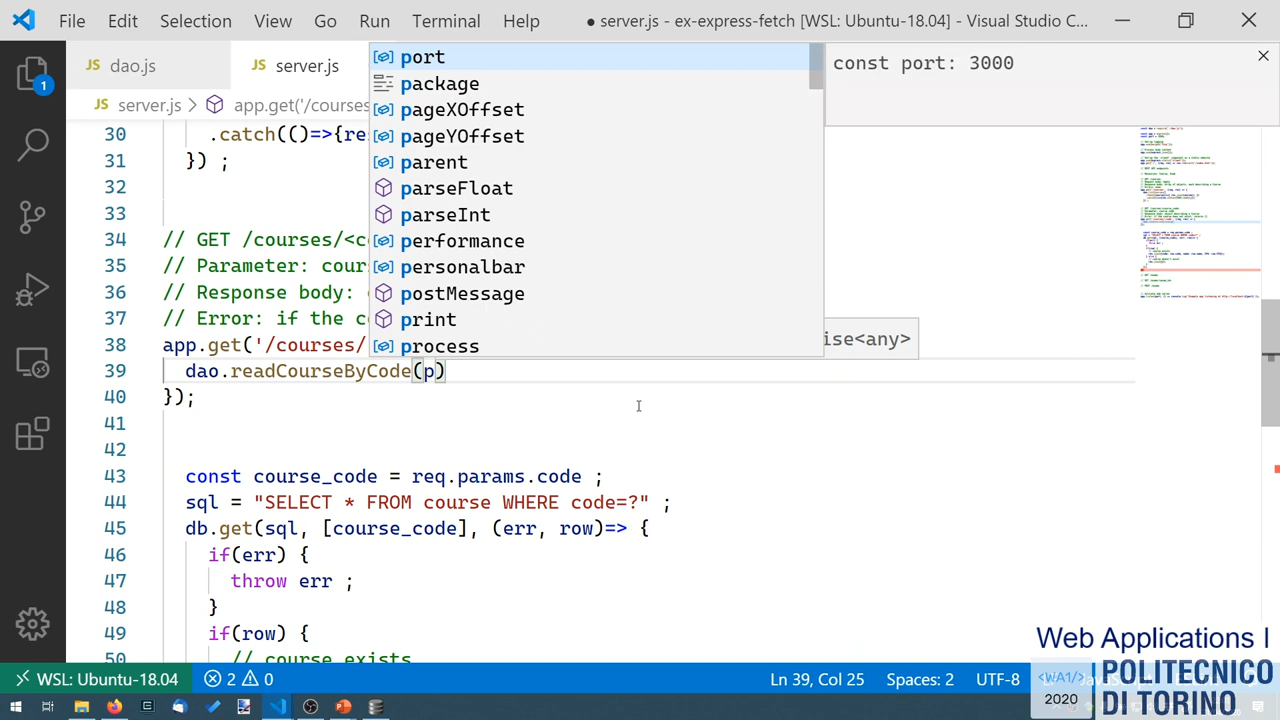 File Edit Selection View Go Run Terminal Help ● server.js - ex-express-fetch [WSL: Ubuntu-18.04] - Visual Studio C...
JS dao.js JS server.js
JS server.js > app.get('/courses
1
port
package
pageXOffset
pageYOffset
parent
parseFloat
parseInt
performance
personalbar
postMessage
print
process
const port: 3000
30 .catch(()=>{re
31 }) ;
32
33
34 // GET /courses/<c
35 // Parameter: cour
36 // Response body:
37 // Error: if the c
38 app.get('/courses/ ise<any>
39 dao.readCourseByCode(p)
40 });
41
42
43 const course_code = req.params.code ;
44 sql = "SELECT * FROM course WHERE code=?" ;
45 db.get(sql, [course_code], (err, row)=> {
46 if(err) {
47 throw err ;
48 }
49 if(row) {
50 // course exists
WSL: Ubuntu-18.04 2 0 Ln 39, Col 25 Spaces: 2 UTF-8
Web Applications I
<WA1/> POLITECNICO
2020 DI TORINO